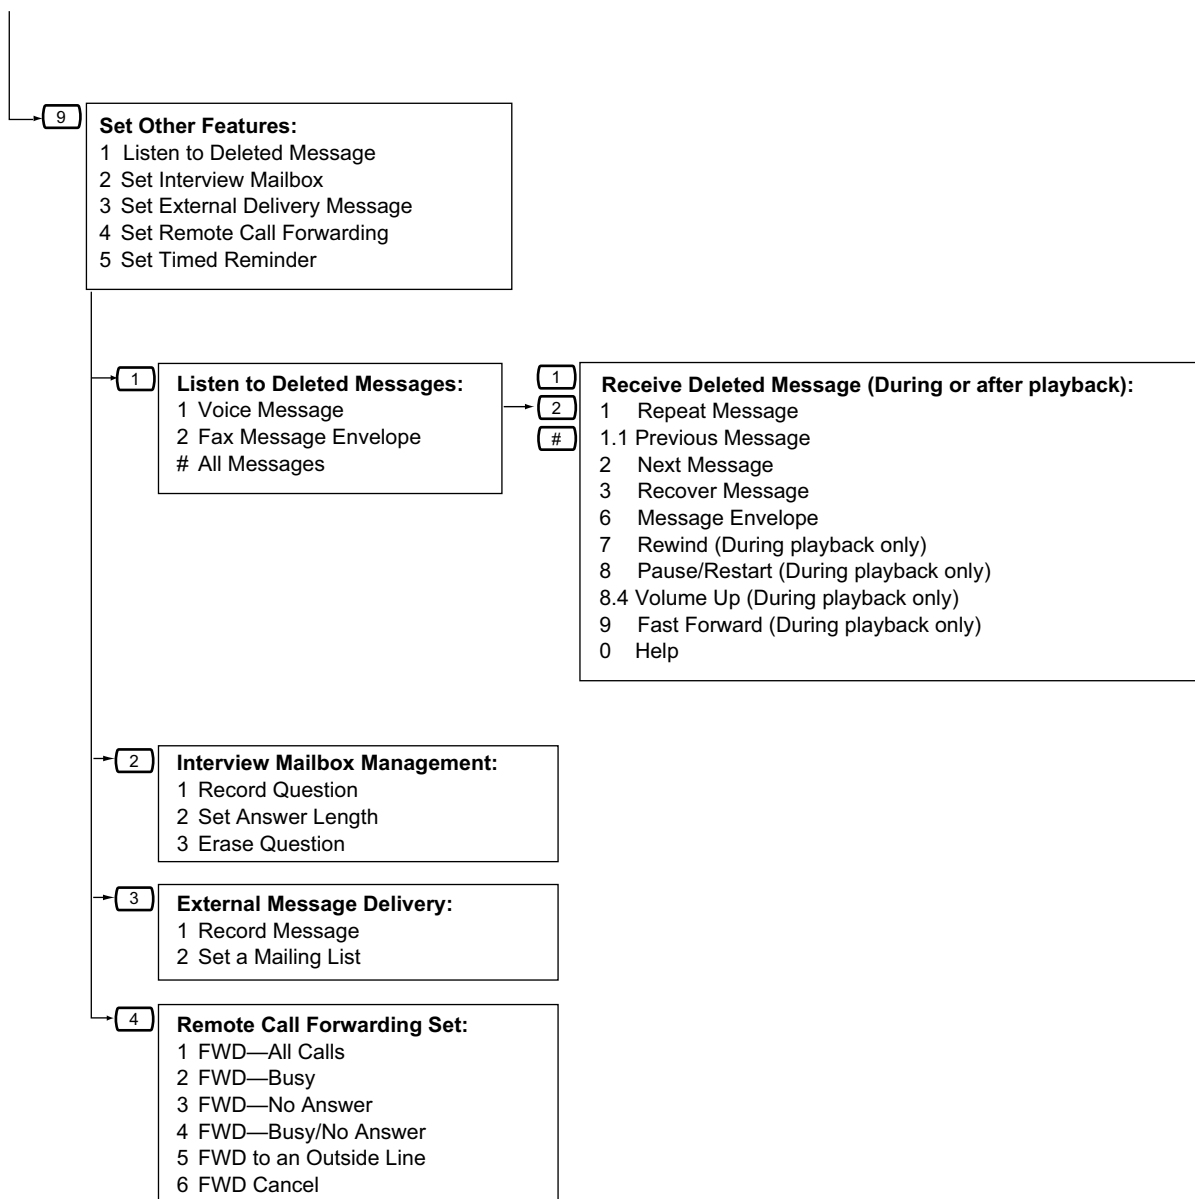 9
Set Other Features:
1 Listen to Deleted Message
2 Set Interview Mailbox
3 Set External Delivery Message
4 Set Remote Call Forwarding
5 Set Timed Reminder
1
Listen to Deleted Messages:
1 Voice Message
2 Fax Message Envelope
# All Messages
1
2
#
Receive Deleted Message (During or after playback):
1 Repeat Message
1.1 Previous Message
2 Next Message
3 Recover Message
6 Message Envelope
7 Rewind (During playback only)
8 Pause/Restart (During playback only)
8.4 Volume Up (During playback only)
9 Fast Forward (During playback only)
0 Help
2
Interview Mailbox Management:
1 Record Question
2 Set Answer Length
3 Erase Question
3
External Message Delivery:
1 Record Message
2 Set a Mailing List
4
Remote Call Forwarding Set:
1 FWD—All Calls
2 FWD—Busy
3 FWD—No Answer
4 FWD—Busy/No Answer
5 FWD to an Outside Line
6 FWD Cancel